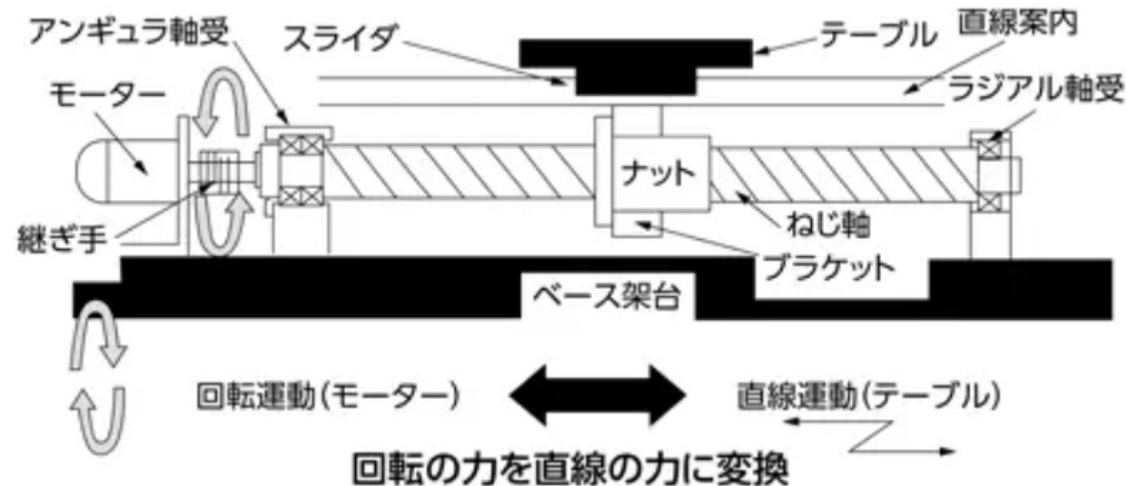 アンギュラ軸受
スライダ
テーブル
直線案内
モーター
ラジアル軸受
ナット
継ぎ手
ねじ軸
ブラケット
ベース架台
回転運動(モーター)
直線運動(テーブル)
回転の力を直線の力に変換